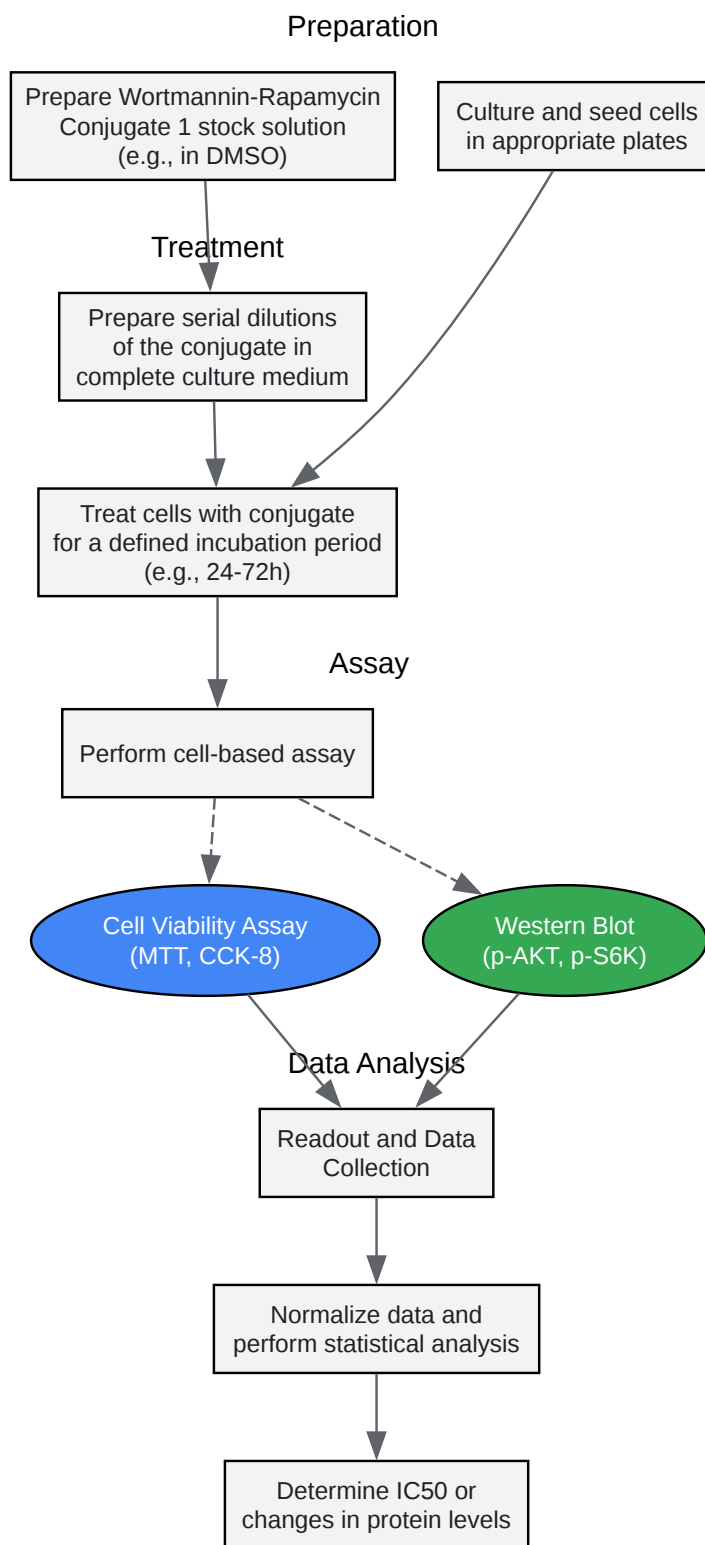 Preparation
Prepare Wortmannin-Rapamycin
Conjugate 1 stock solution
(e.g., in DMSO)
Culture and seed cells
in appropriate plates
Treatment
Prepare serial dilutions
of the conjugate in
complete culture medium
Treat cells with conjugate
for a defined incubation period
(e.g., 24-72h)
Assay
Perform cell-based assay
Cell Viability Assay
(MTT, CCK-8)
Western Blot
(p-AKT, p-S6K)
Data Analysis
Readout and Data
Collection
Normalize data and
perform statistical analysis
Determine IC50 or
changes in protein levels